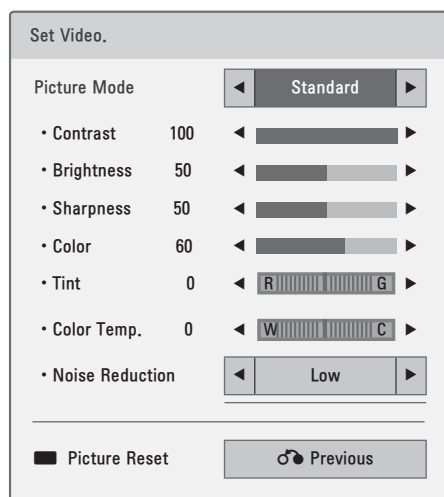 Set Video.
Picture Mode ◀ Standard ▶
• Contrast 100 ◀ ▶
• Brightness 50 ◀ ▶
• Sharpness 50 ◀ ▶
• Color 60 ◀ ▶
• Tint 0 ◀ R G ▶
• Color Temp. 0 ◀ W C ▶
• Noise Reduction ◀ Low ▶
Picture Reset Previous